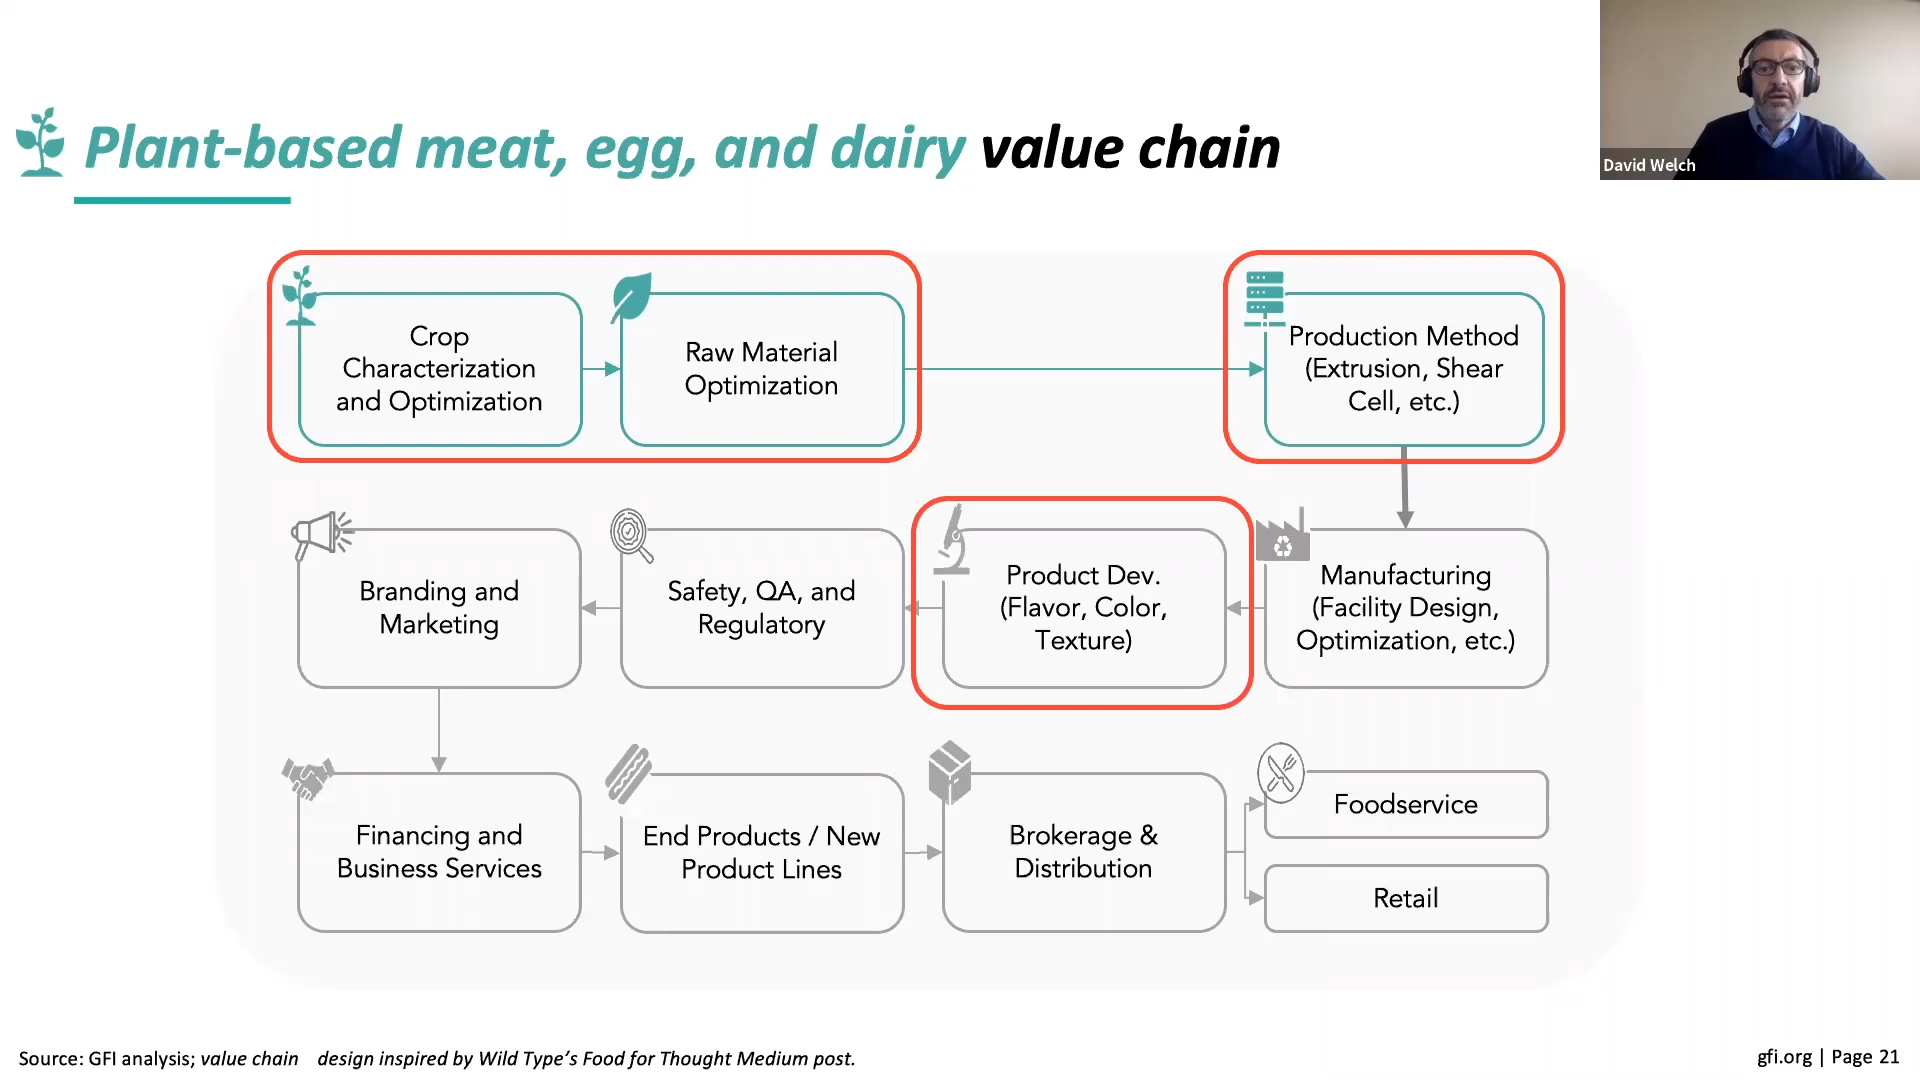 Plant-based meat, egg, and dairy value chain
David Welch
Crop
Characterization
and Optimization
Raw Material
Optimization
Production Method
(Extrusion, Shear
Cell, etc.)
Branding and
Marketing
Safety, QA, and
Regulatory
Product Dev.
(Flavor, Color,
Texture)
Manufacturing
(Facility Design,
Optimization, etc.)
Financing and
Business Services
End Products / New
Product Lines
Brokerage &
Distribution
Foodservice
Retail
Source: GFI analysis; value chain design inspired by Wild Type's Food for Thought Medium post.
gfi.org | Page 21